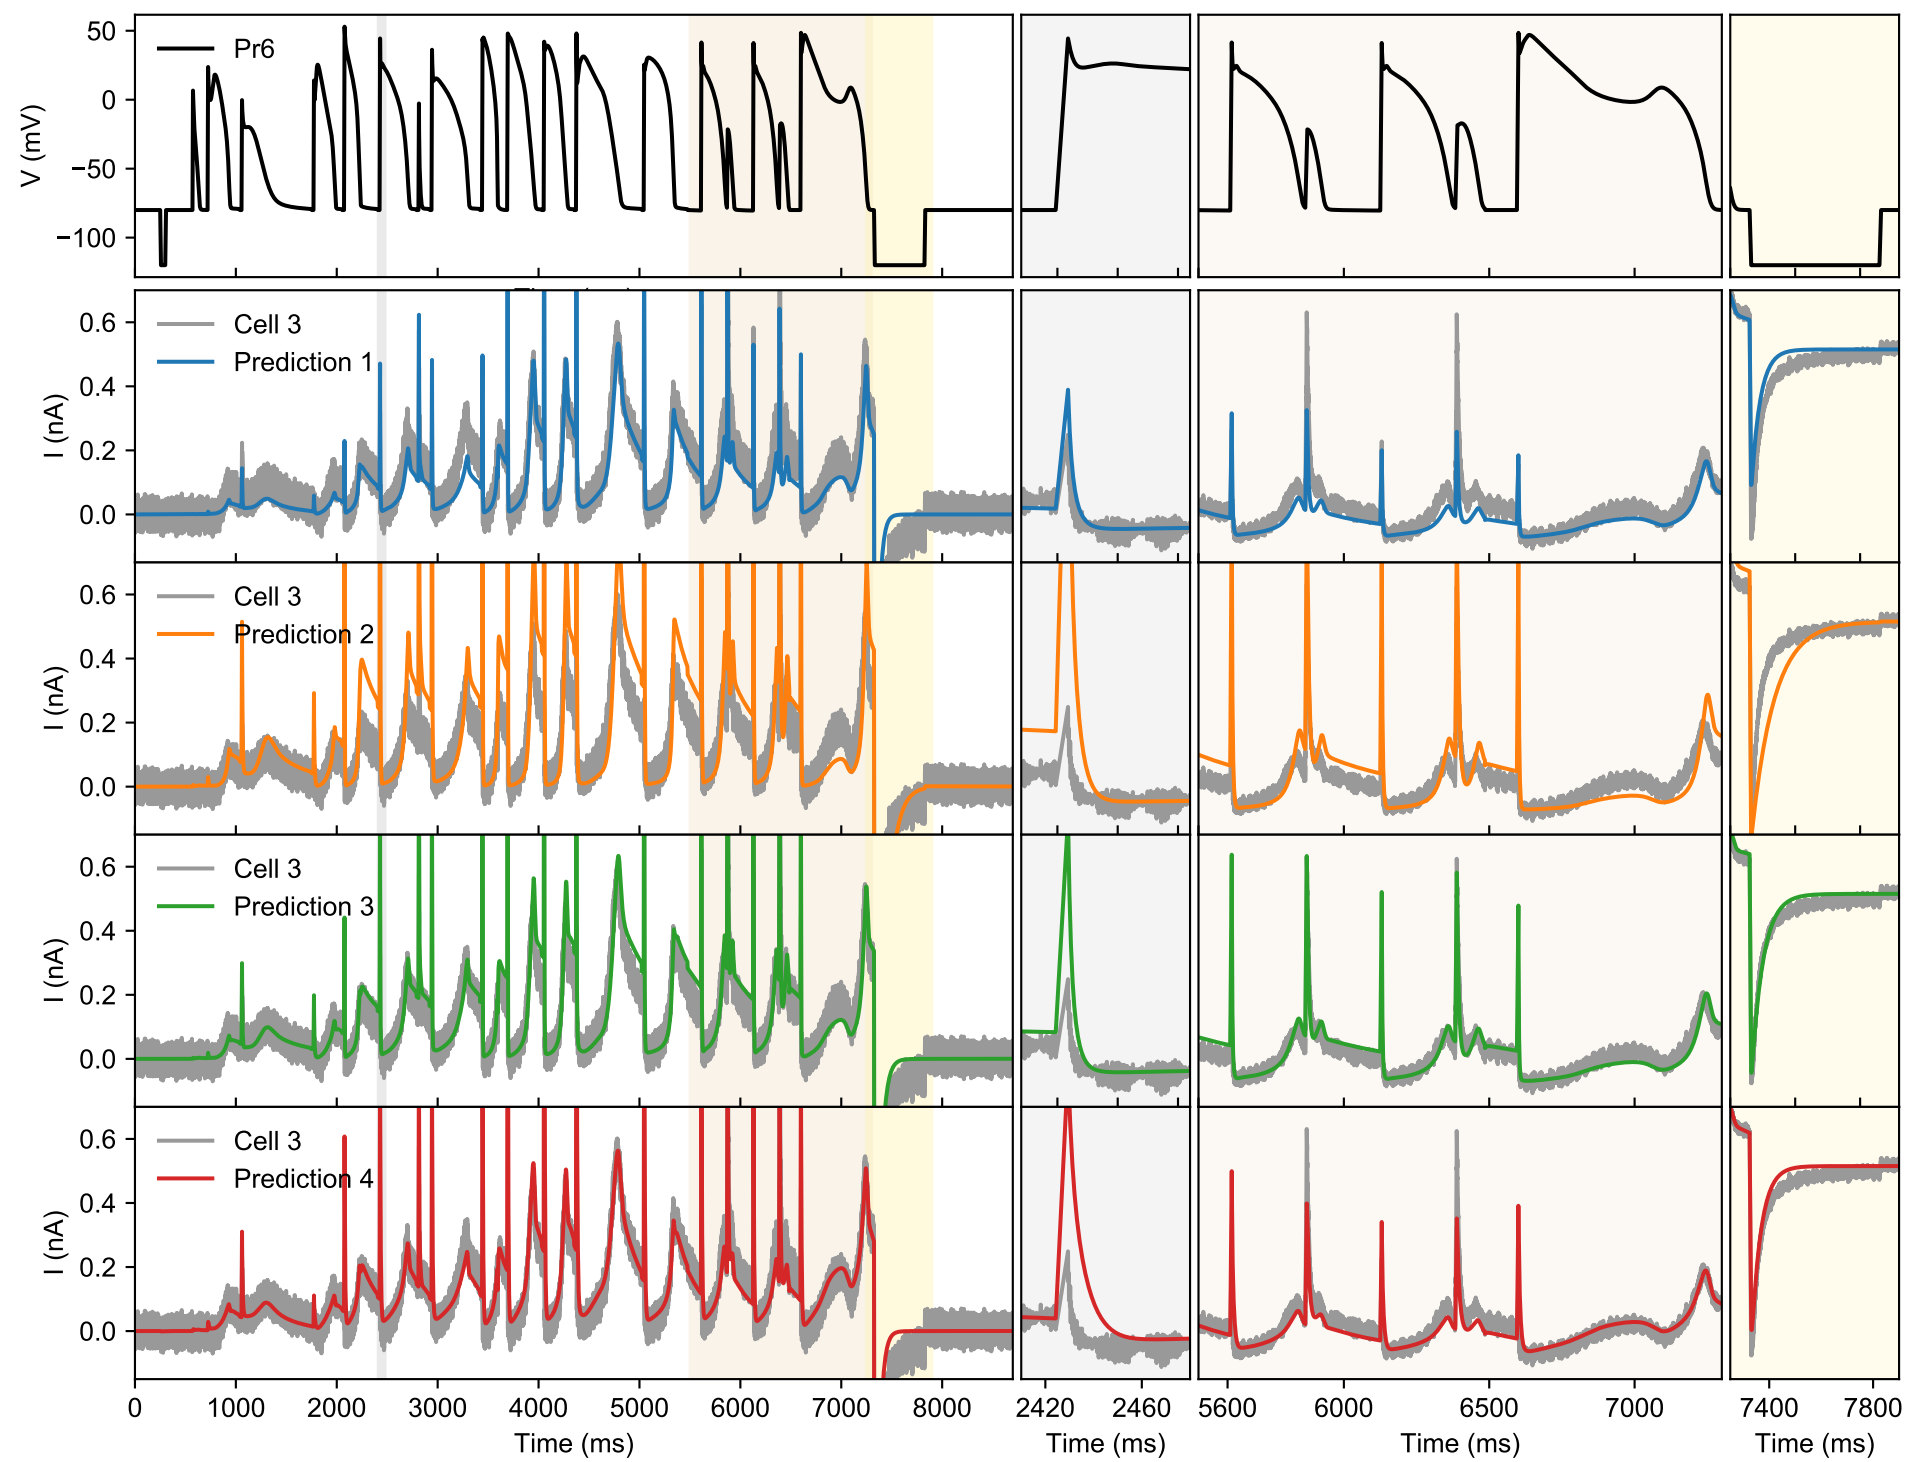 50
0
−50
−100
V (mV)
Pr6
0.6
0.4
0.2
0.0
I (nA)
Cell 3
Prediction 1
0.6
0.4
0.2
0.0
I (nA)
Cell 3
Prediction 2
0.6
0.4
0.2
0.0
I (nA)
Cell 3
Prediction 3
0.6
0.4
0.2
0.0
I (nA)
Cell 3
Prediction 4
0 1000 2000 3000 4000 5000 6000 7000 8000
2420 2460
5600 6000 6500 7000
7400 7800
Time (ms) Time (ms) Time (ms) Time (ms)